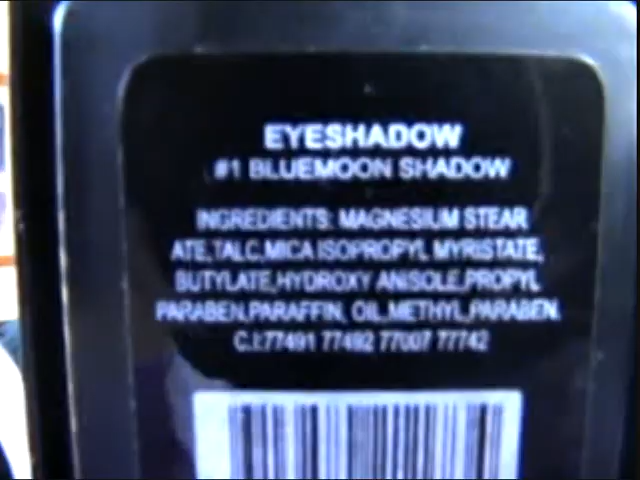 EYESHADOW
#1 BLUEMOON SHADOW
INGREDIENTS: MAGNESIUM STEAR
ATE,TALC,MICA ISOPROPYL MYRISTATE,
BUTYLATE,HYDROXY ANISOLE,PROPYL
PARABEN,PARAFFIN, OIL,METHYL,PARABEN.
C.I:77491 77492 77007 77742